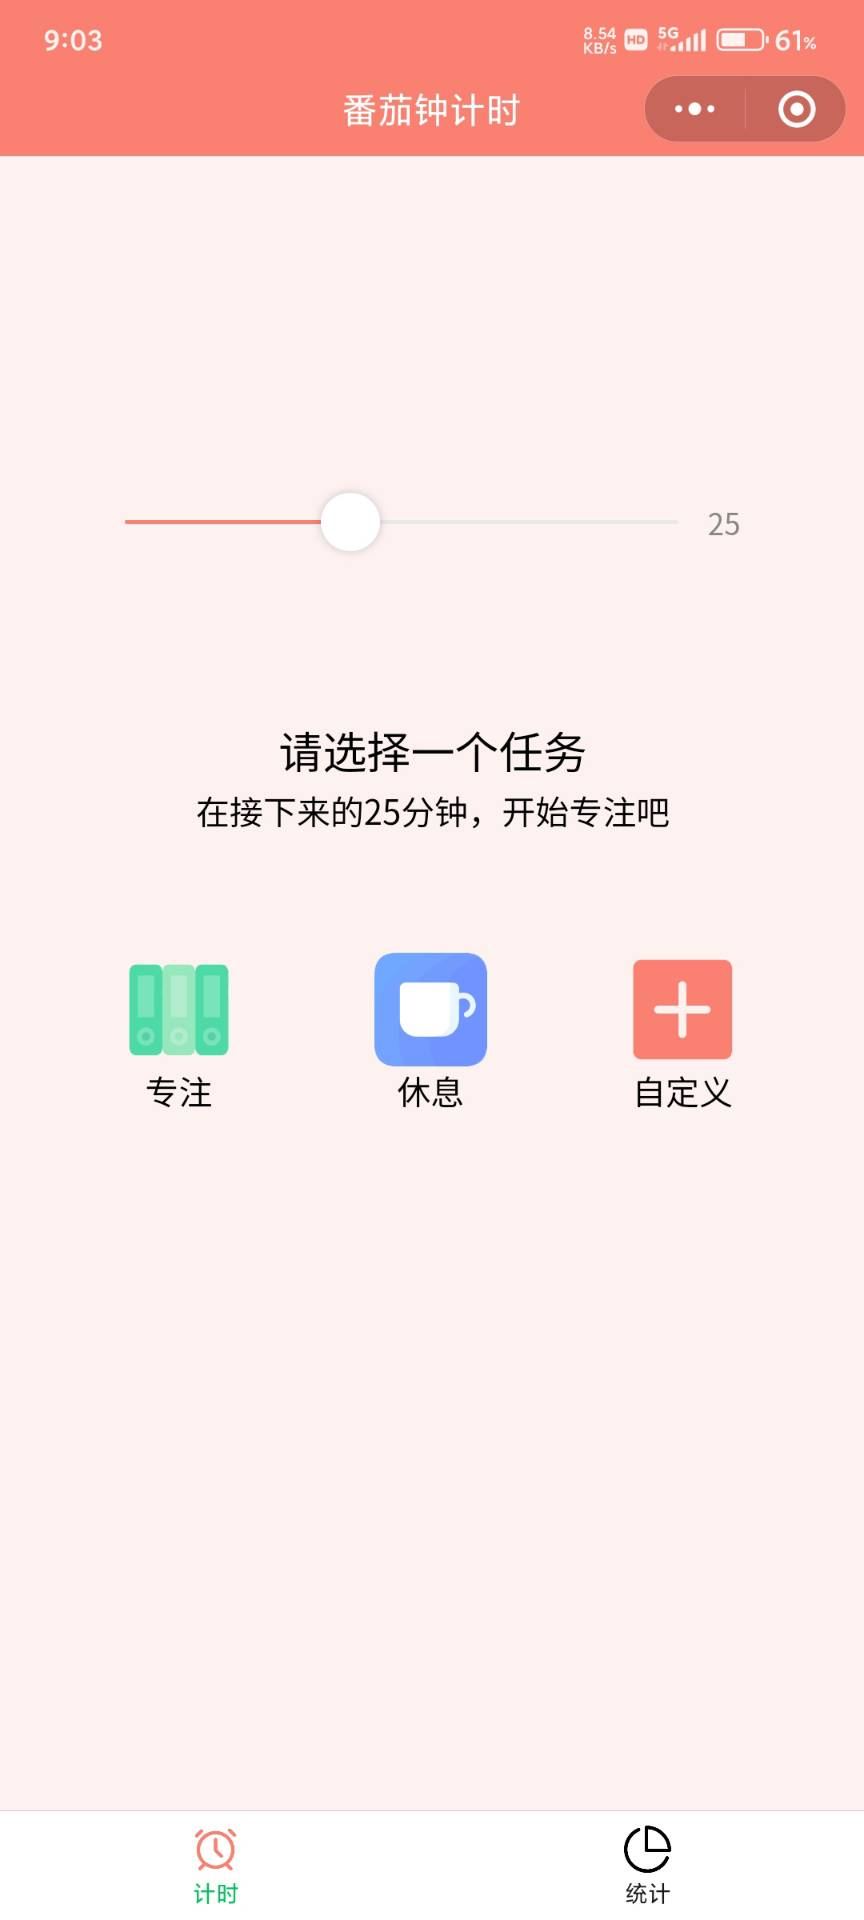 9:03
8.54 KB/s HD 5G 61%
番茄钟计时
25
请选择一个任务
在接下来的25分钟，开始专注吧
专注 休息 自定义
计时 统计